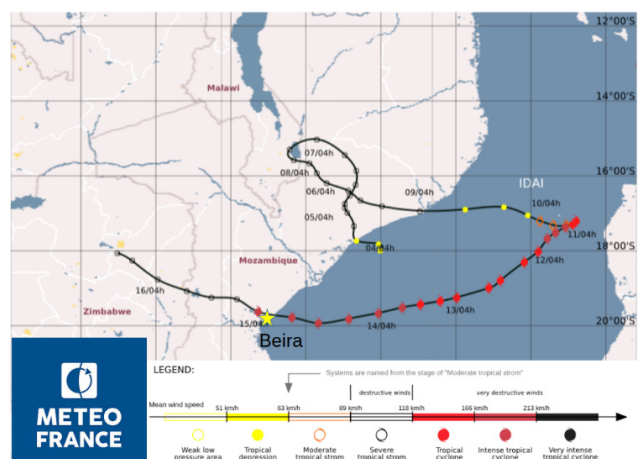 12°00'S
Malawi
14°00'S
07/04h
08/04h
16°00'S
06/04h
09/04h
IDAI
10/04h
05/04h
11/04h
04/04h
18°00'S
12/04h
Mozambique
16/04h
13/04h
Zimbabwe
14/04h
15/04
20°00'S
Beira
METEO
FRANCE
LEGEND:
Systems are named from the stage of "Moderate tropical strom"
destructive winds
very destructive winds
Mean wind speed
51 km/h
63 km/h
89 km/h
118 km/h
166 km/h
213 km/h
Weak low
pressure area
Tropical
depression
Moderate
tropical strom
Severe
tropical strom
Tropical
cyclone
Intense tropical
cyclone
Very intense
tropical cyclone